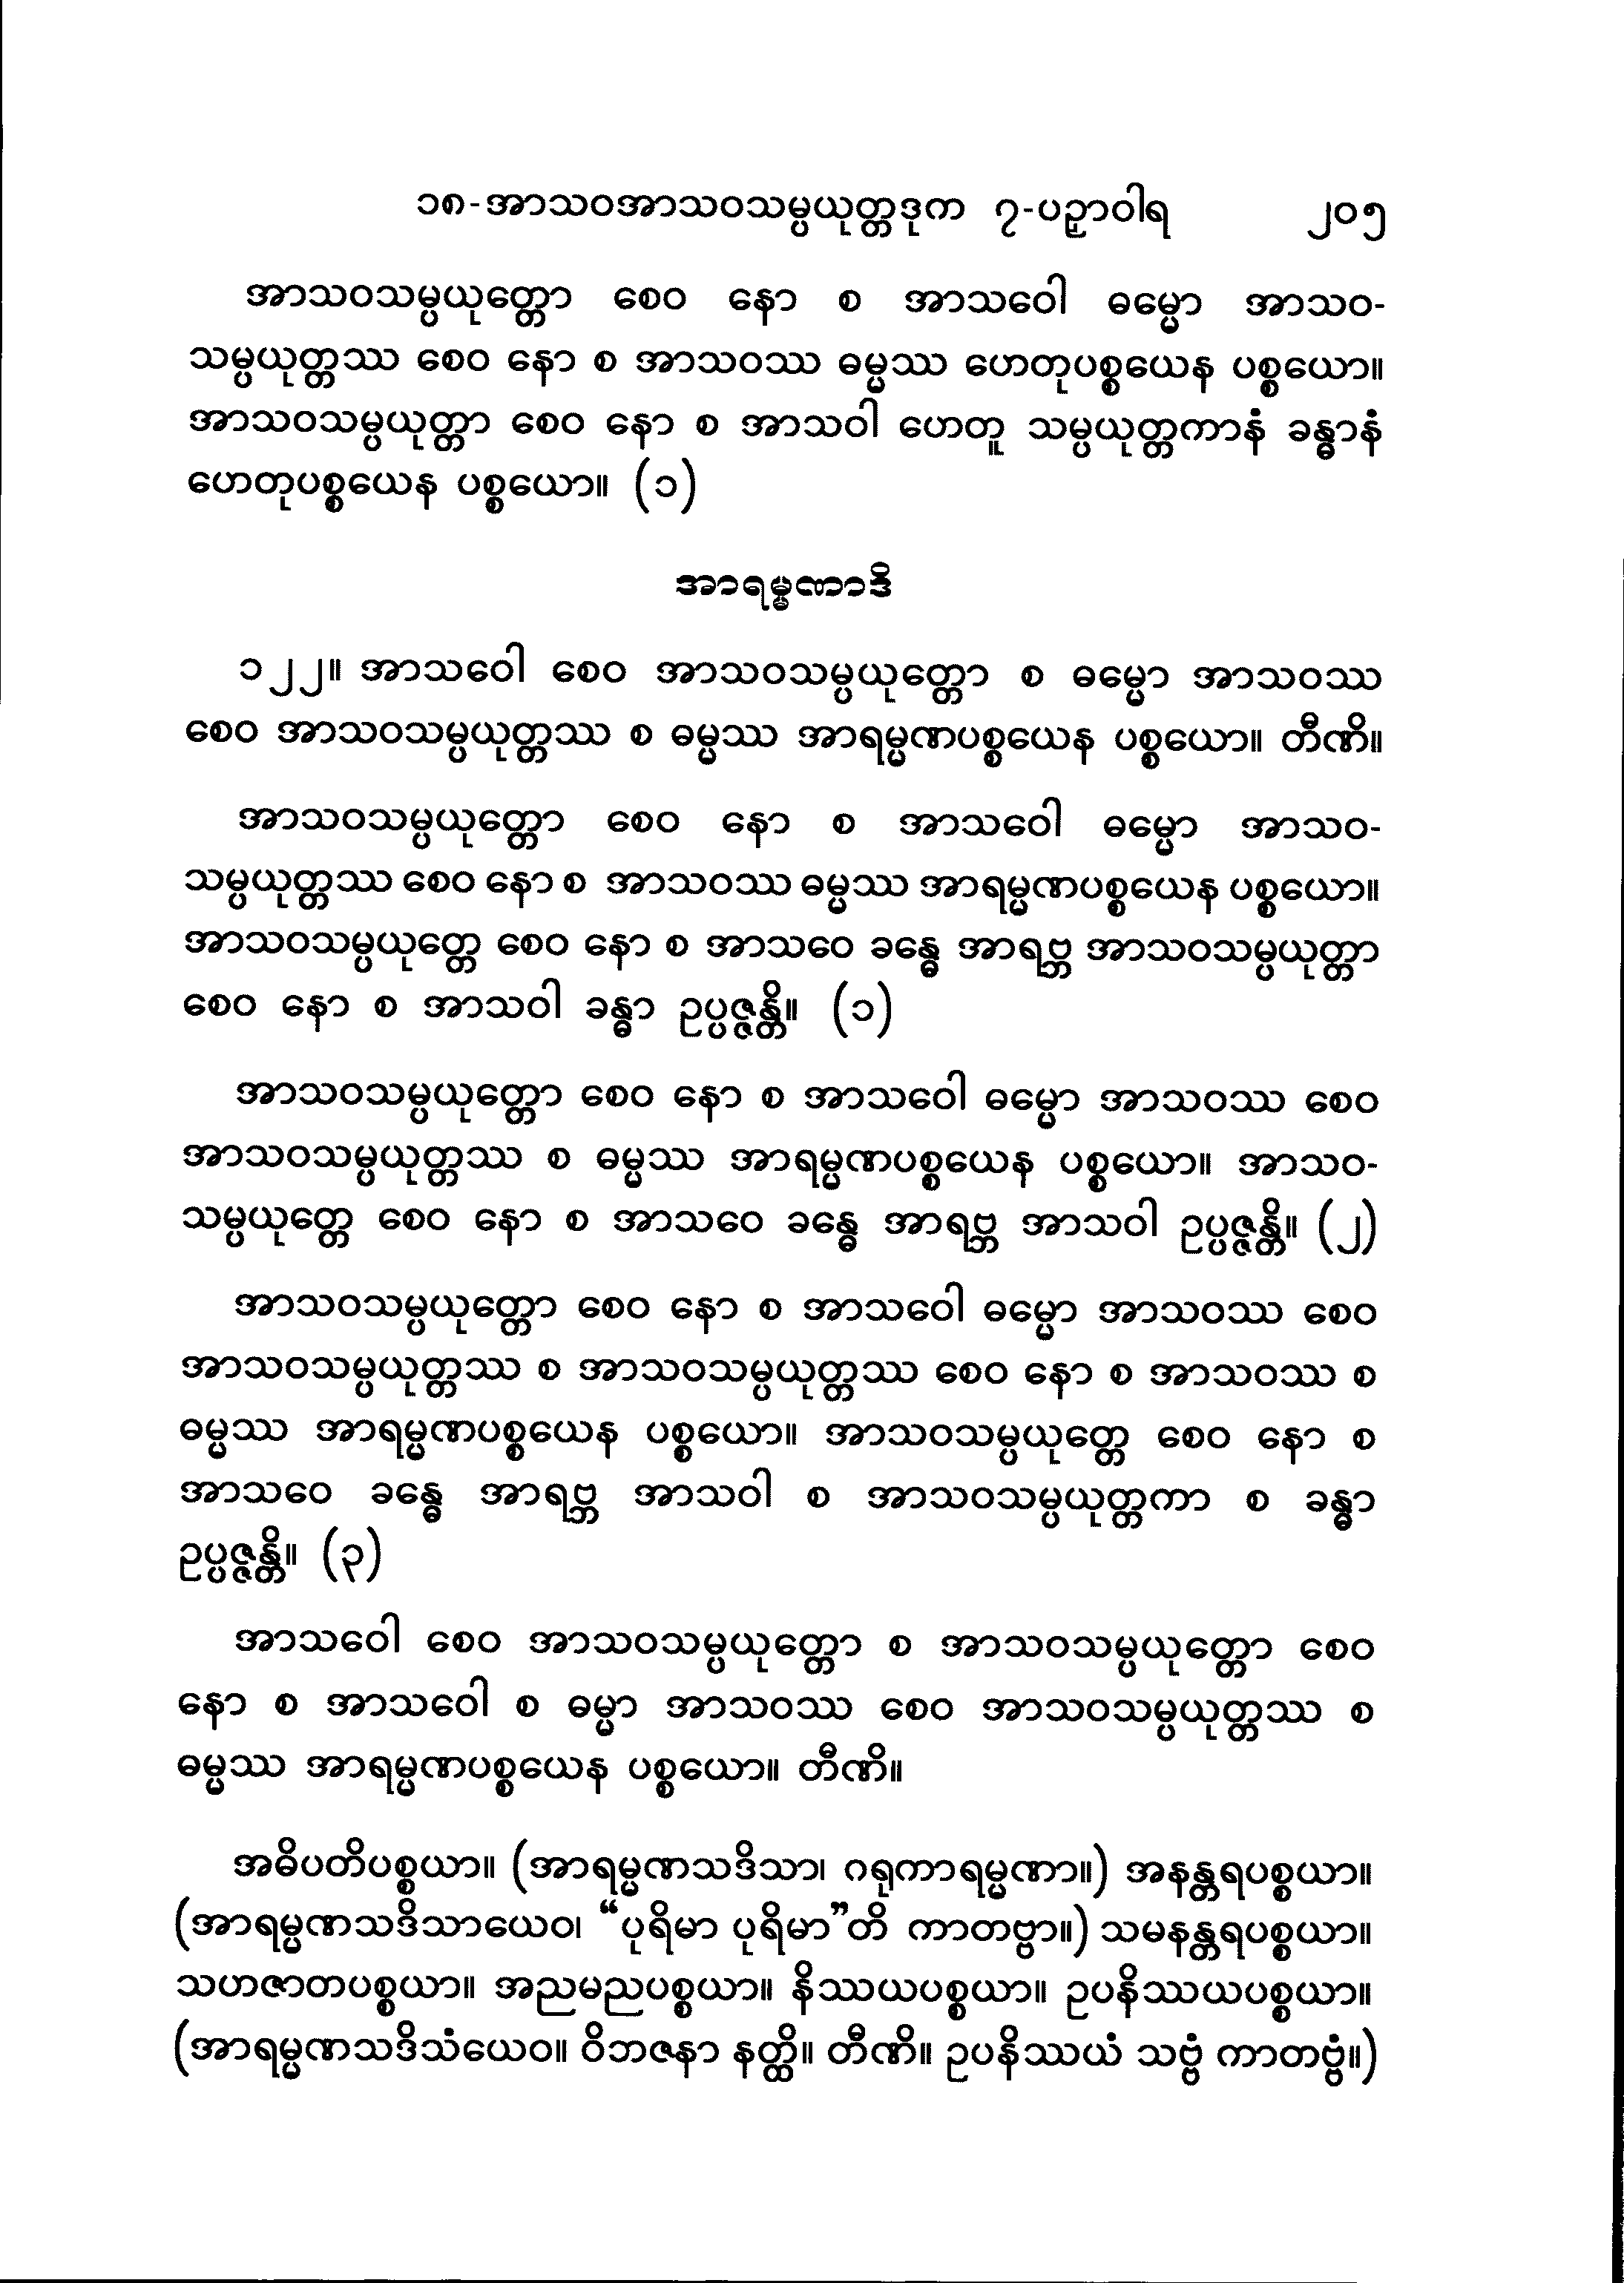 ၁၈-အာသဝအာသဝသမ္ပယုတ္တဒုက ၇-ပဉှာဝါရ ၂၀၅
အာသဝသမ္ပယုတ္တော စေဝ နော စ အာသဝေါ ဓမ္မော အာသဝ-
သမ္ပယုတ္တဿ စေဝ နော စ အာသဝဿ ဓမ္မဿ ဟေတုပစ္စယေန ပစ္စယော။
အာသဝသမ္ပယုတ္တာ စေဝ နော စ အာသဝါ ဟေတူ သမ္ပယုတ္တကာနံ ခန္ဓာနံ
ဟေတုပစ္စယေန ပစ္စယော။ (၁)
အာရမ္မဏာဒိ
၁၂၂။ အာသဝေါ စေဝ အာသဝသမ္ပယုတ္တော စ ဓမ္မော အာသဝဿ
စေဝ အာသဝသမ္ပယုတ္တဿ စ ဓမ္မဿ အာရမ္မဏပစ္စယေန ပစ္စယော။ တီဏိ။
အာသဝသမ္ပယုတ္တော စေဝ နော စ အာသဝေါ ဓမ္မော အာသဝ-
သမ္ပယုတ္တဿ စေဝ နော စ အာသဝဿ ဓမ္မဿ အာရမ္မဏပစ္စယေန ပစ္စယော။
အာသဝသမ္ပယုတ္တေ စေဝ နော စ အာသဝေ ခန္ဓေ အာရဗ္ဘ အာသဝသမ္ပယုတ္တာ
စေဝ နော စ အာသဝါ ခန္ဓာ ဥပ္ပဇ္ဇန္တိ။ (၁)
အာသဝသမ္ပယုတ္တော စေဝ နော စ အာသဝေါ ဓမ္မော အာသဝဿ စေဝ
အာသဝသမ္ပယုတ္တဿ စ ဓမ္မဿ အာရမ္မဏပစ္စယေန ပစ္စယော။ အာသဝ-
သမ္ပယုတ္တေ စေဝ နော စ အာသဝေ ခန္ဓေ အာရဗ္ဘ အာသဝါ ဥပ္ပဇ္ဇန္တိ။ (၂)
အာသဝသမ္ပယုတ္တော စေဝ နော စ အာသဝေါ ဓမ္မော အာသဝဿ စေဝ
အာသဝသမ္ပယုတ္တဿ စ အာသဝသမ္ပယုတ္တဿ စေဝ နော စ အာသဝဿ စ
ဓမ္မဿ အာရမ္မဏပစ္စယေန ပစ္စယော။ အာသဝသမ္ပယုတ္တေ စေဝ နော စ
အာသဝေ ခန္ဓေ အာရဗ္ဘ အာသဝါ စ အာသဝသမ္ပယုတ္တကာ စ ခန္ဓာ
ဥပ္ပဇ္ဇန္တိ။ (၃)
အာသဝေါ စေဝ အာသဝသမ္ပယုတ္တော စ အာသဝသမ္ပယုတ္တော စေဝ
နော စ အာသဝေါ စ ဓမ္မာ အာသဝဿ စေဝ အာသဝသမ္ပယုတ္တဿ စ
ဓမ္မဿ အာရမ္မဏပစ္စယေန ပစ္စယော။ တီဏိ။
အဓိပတိပစ္စယာ။ (အာရမ္မဏသဒိသာ၊ ဂရုကာရမ္မဏာ။) အနန္တရပစ္စယာ။
(အာရမ္မဏသဒိသာယေဝ၊ “ပုရိမာ ပုရိမာ”တိ ကာတဗ္ဗာ။) သမနန္တရပစ္စယာ။
သဟဇာတပစ္စယာ။ အညမညပစ္စယာ။ နိဿယပစ္စယာ။ ဥပနိဿယပစ္စယာ။
(အာရမ္မဏသဒိသံယေဝ။ ဝိဘဇနာ နတ္ထိ။ တီဏိ။ ဥပနိဿယံ သဗ္ဗံ ကာတဗ္ဗံ။)